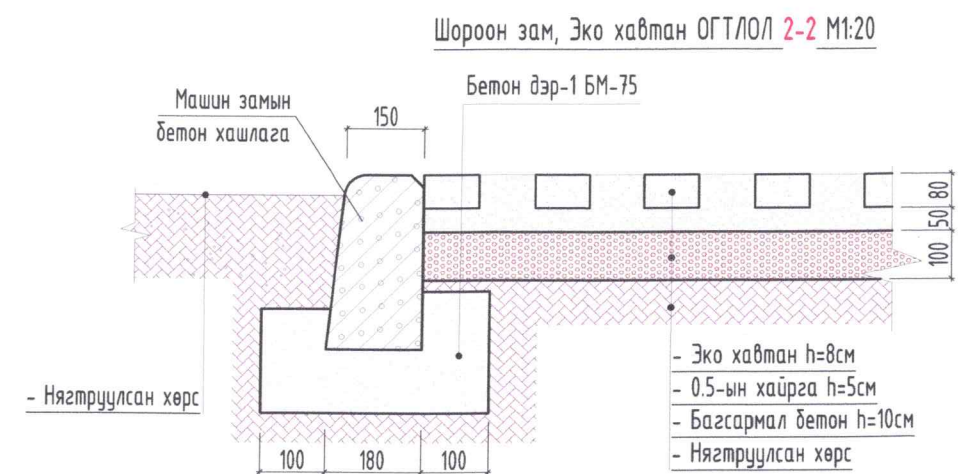 Шороон зам, Эко хавтан ОГТЛОЛ 2-2 М1:20
Бетон дэр-1 БМ-75
Машин замын
бетон хашлага
150
80
50
100
- Эко хавтан h=8см
- 0.5-ын хайрга h=5см
- Багсармал бетон h=10см
- Нягтруулсан хөрс
- Нягтруулсан хөрс
100 180 100